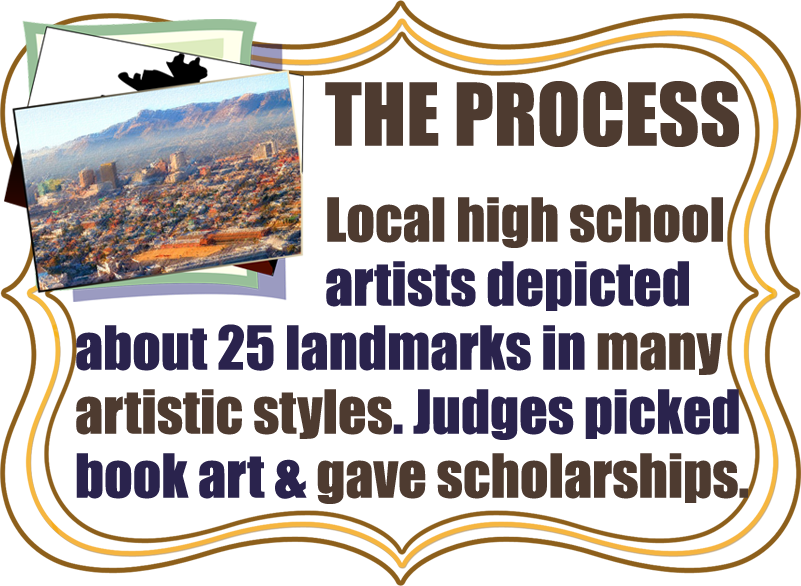 THE PROCESS
Local high school
artists depicted
about 25 landmarks in many
artistic styles. Judges picked
book art & gave scholarships.